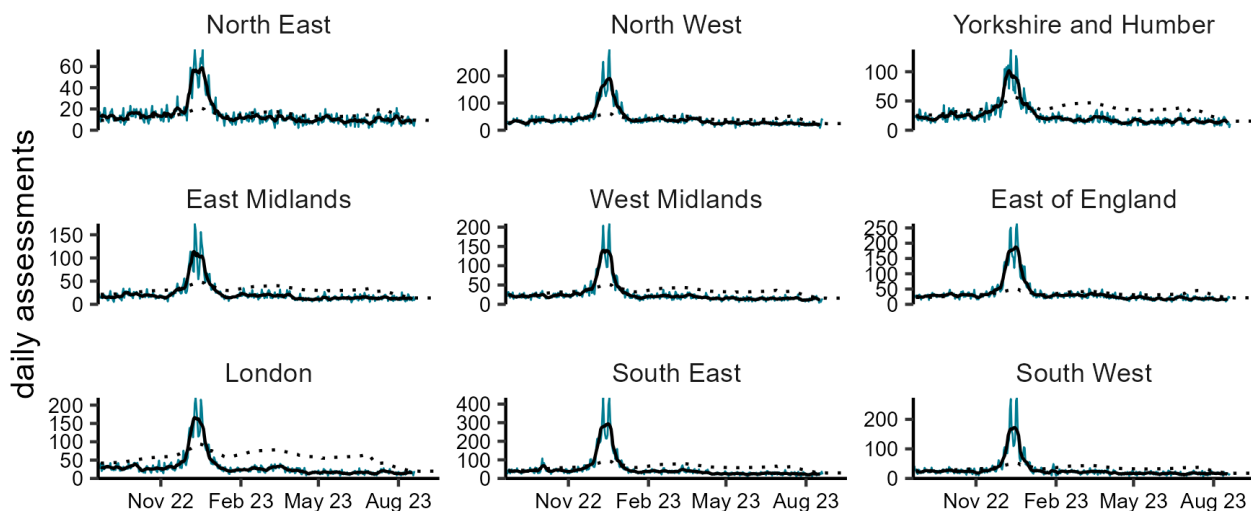 North East
North West
Yorkshire and Humber
60
40
20
0
200
100
0
100
50
0
daily assessments
East Midlands
West Midlands
East of England
150
100
50
0
200
150
100
50
0
250
200
150
100
50
0
London
South East
South West
200
150
100
50
0
400
300
200
100
0
200
100
0
Nov 22 Feb 23 May 23 Aug 23
Nov 22 Feb 23 May 23 Aug 23
Nov 22 Feb 23 May 23 Aug 23